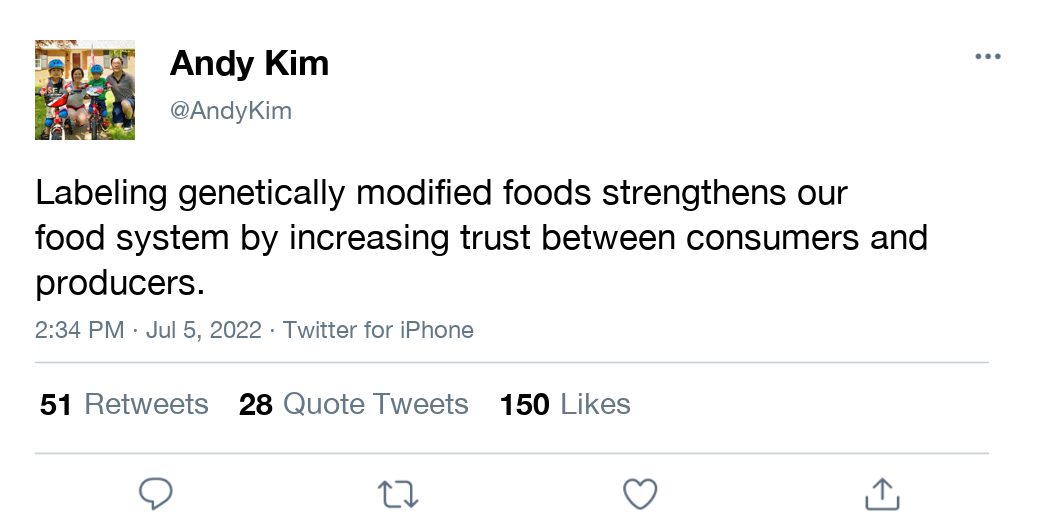 Andy Kim
@AndyKim
Labeling genetically modified foods strengthens our
food system by increasing trust between consumers and
producers.
2:34 PM · Jul 5, 2022 · Twitter for iPhone
51 Retweets 28 Quote Tweets 150 Likes